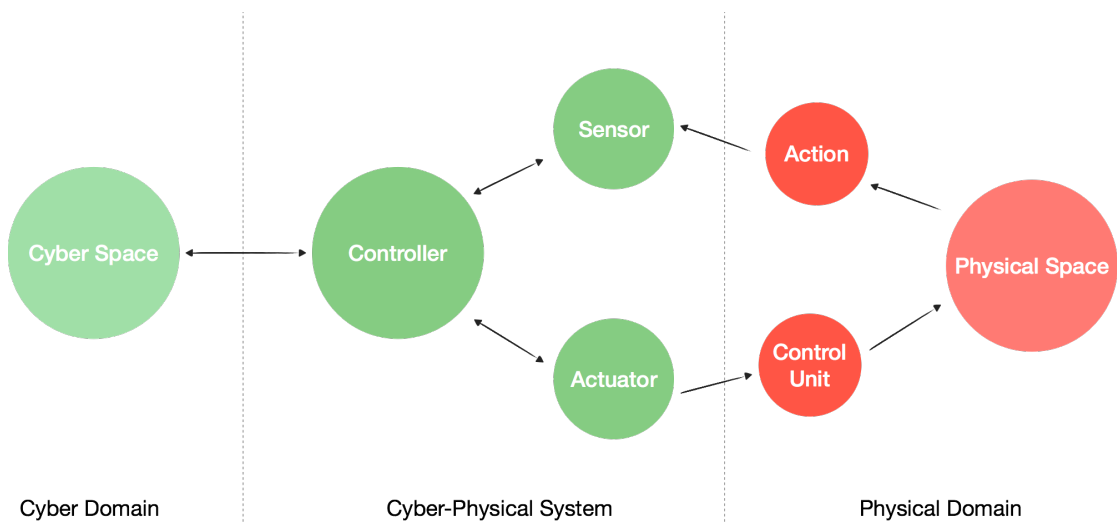 Sensor
Action
Cyber Space
Controller
Physical Space
Actuator
Control
Unit
Cyber Domain
Cyber-Physical System
Physical Domain